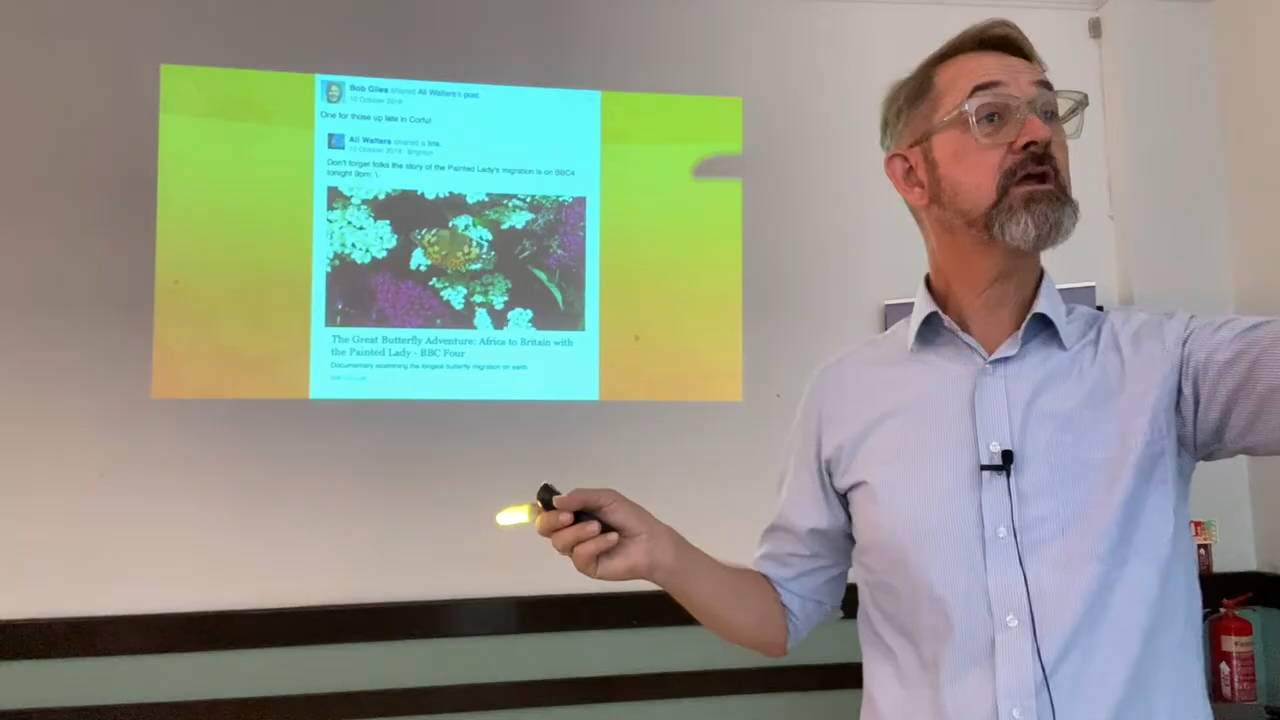 Bob Giles shared Ali Walters's post.
10 October 2016
One for those up late in Corfu!
Ali Walters shared a link.
10 October 2016 · Brighton
Don't forget folks the story of the Painted Lady's migration is on BBC4
tonight 9pm: \
The Great Butterfly Adventure: Africa to Britain with
the Painted Lady - BBC Four
Documentary examining the longest butterfly migration on earth